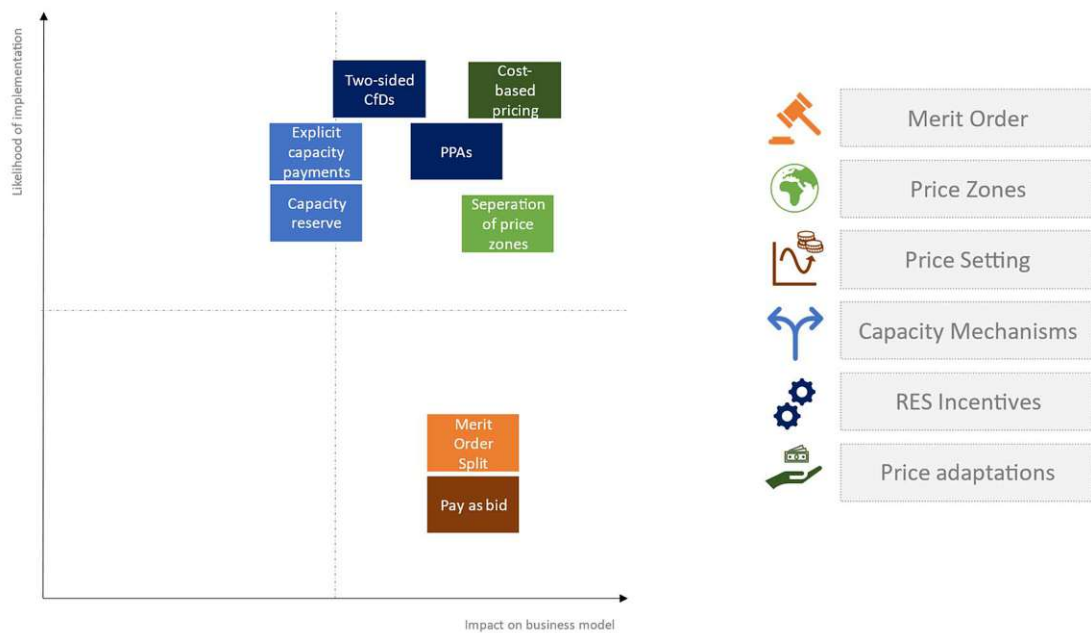 Likelihood of implementation
Two-sided
CfDs
Cost-
based
pricing
Explicit
capacity
payments
PPAs
Capacity
reserve
Seperation
of price
zones
Merit
Order
Split
Pay as bid
Impact on business model
Merit Order
Price Zones
Price Setting
Capacity Mechanisms
RES Incentives
Price adaptations